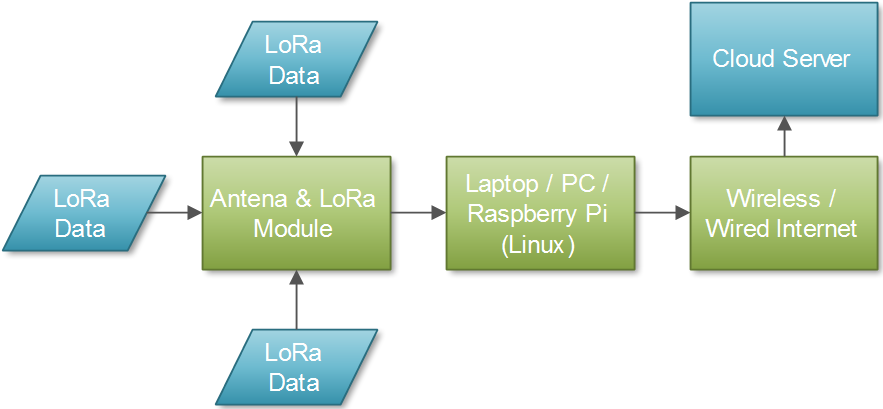 LoRa
Data
Cloud Server
LoRa
Data
Antena & LoRa
Module
Laptop / PC /
Raspberry Pi
(Linux)
Wireless /
Wired Internet
LoRa
Data